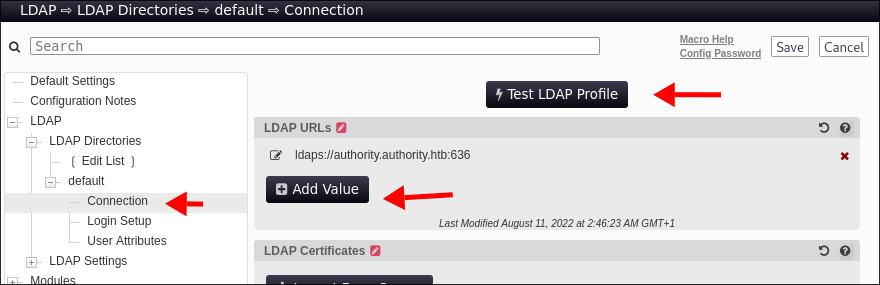 LDAP ⇨ LDAP Directories ⇨ default ⇨ Connection
Search
Macro Help
Config Password
Save
Cancel
Default Settings
Configuration Notes
LDAP
LDAP Directories
[ Edit List ]
default
Connection
Login Setup
User Attributes
LDAP Settings
Modules
Test LDAP Profile
LDAP URLs
ldaps://authority.authority.htb:636
Add Value
Last Modified August 11, 2022 at 2:46:23 AM GMT+1
LDAP Certificates